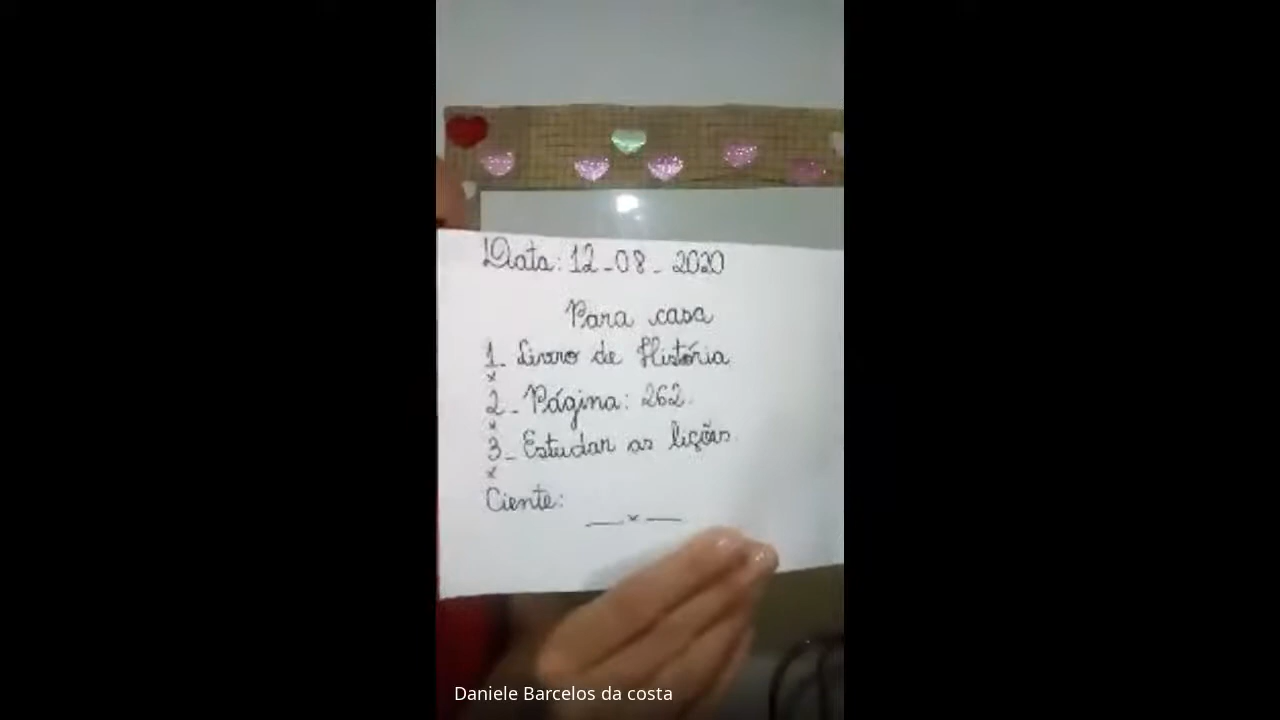 Data: 12-08-2020
Para casa
1- Livro de História
x
2- Página: 262.
x
3- Estudar as lições.
x
Ciente:
__x__
Daniele Barcelos da costa